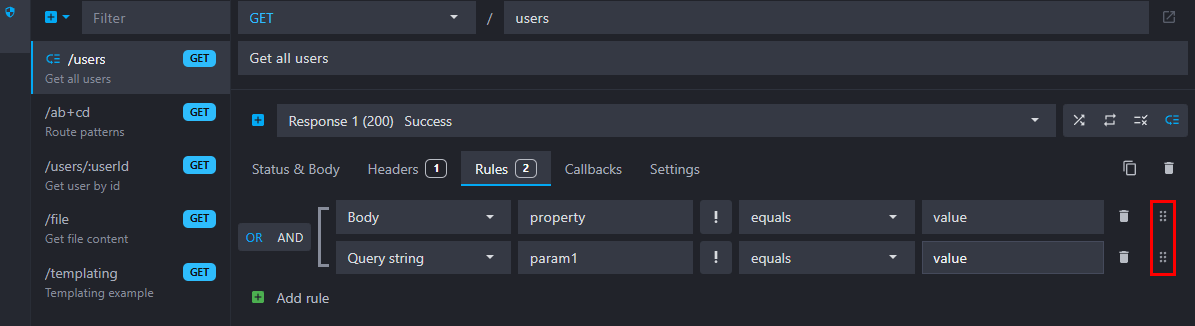 Filter
/users GET
Get all users
/ab+cd GET
Route patterns
/users/:userId GET
Get user by id
/file GET
Get file content
/templating GET
Templating example
GET / users
Get all users
Response 1 (200) Success
Status & Body Headers 1 Rules 2 Callbacks Settings
OR AND
Body property ! equals value
Query string param1 ! equals value
Add rule